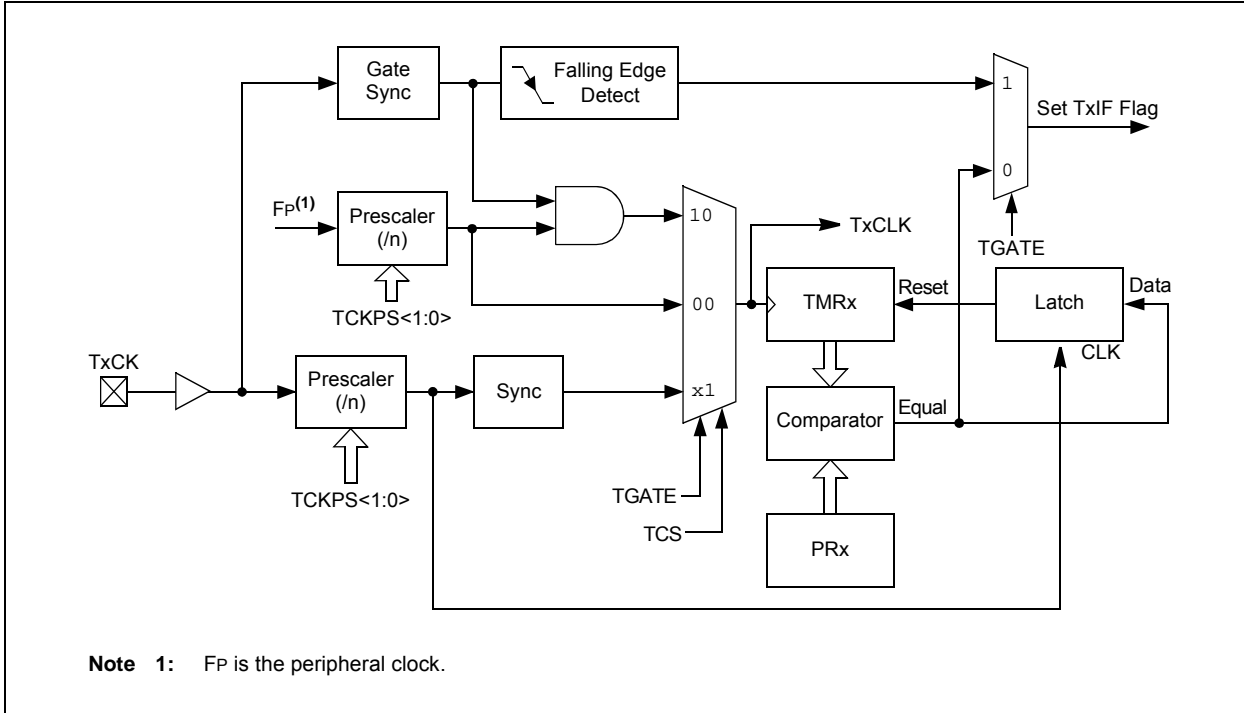 Gate
Sync
Falling Edge
Detect
1
Set TxIF Flag
0
FP(1)
Prescaler
(/n)
10
TxCLK
TGATE
TCKPS<1:0>
00
TMRx
Reset
Latch
Data
CLK
TxCK
Prescaler
(/n)
Sync
x1
Comparator
Equal
TCKPS<1:0>
TGATE
TCS
PRx
Note 1: FP is the peripheral clock.